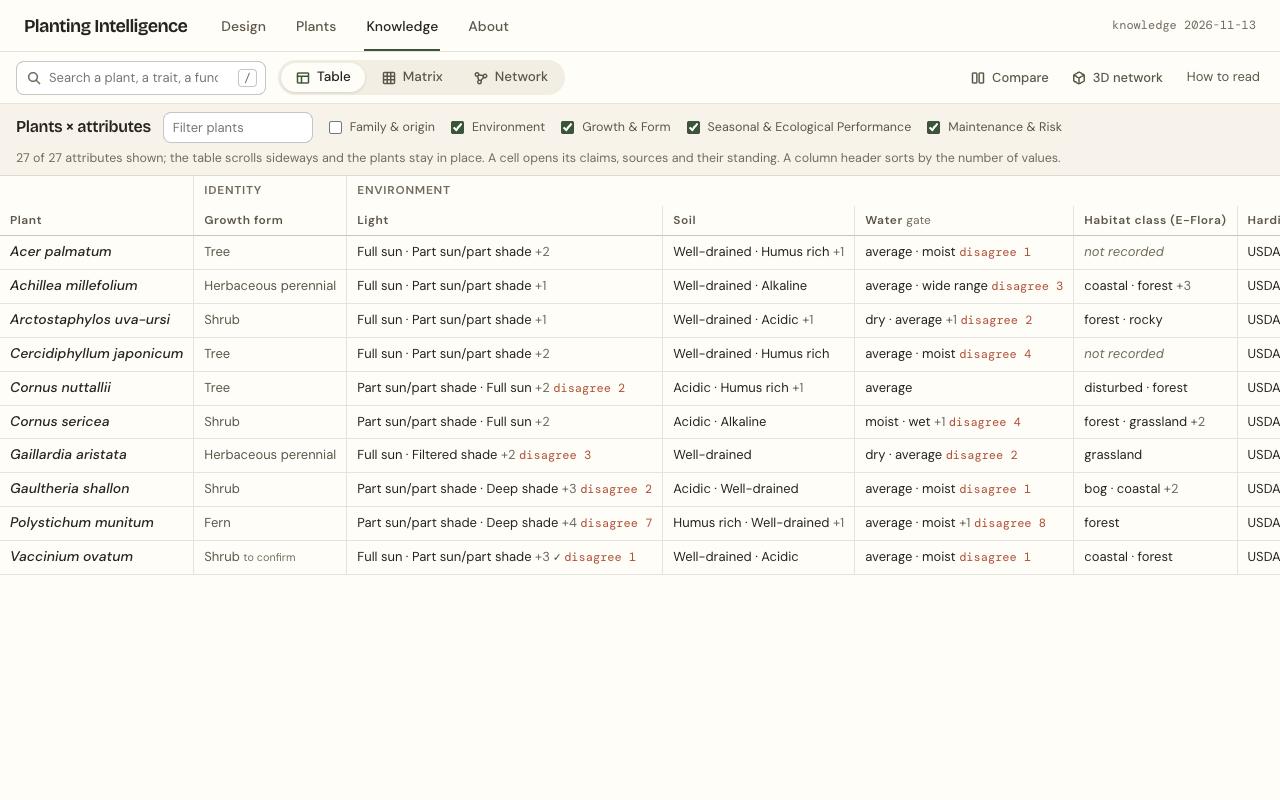 Planting Intelligence Design Plants Knowledge About knowledge 2026-11-13
Search a plant, a trait, a func / Table Matrix Network Compare 3D network How to read
Plants × attributes Filter plants Family & origin Environment Growth & Form Seasonal & Ecological Performance Maintenance & Risk
27 of 27 attributes shown; the table scrolls sideways and the plants stay in place. A cell opens its claims, sources and their standing. A column header sorts by the number of values.
IDENTITY ENVIRONMENT
Plant Growth form Light Soil Water gate Habitat class (E-Flora) Hardi
Acer palmatum Tree Full sun · Part sun/part shade +2 Well-drained · Humus rich +1 average · moist disagree 1 not recorded USDA
Achillea millefolium Herbaceous perennial Full sun · Part sun/part shade +1 Well-drained · Alkaline average · wide range disagree 3 coastal · forest +3 USDA
Arctostaphylos uva-ursi Shrub Full sun · Part sun/part shade +1 Well-drained · Acidic +1 dry · average +1 disagree 2 forest · rocky USDA
Cercidiphyllum japonicum Tree Full sun · Part sun/part shade +2 Well-drained · Humus rich average · moist disagree 4 not recorded USDA
Cornus nuttallii Tree Part sun/part shade · Full sun +2 disagree 2 Acidic · Humus rich +1 average disturbed · forest USDA
Cornus sericea Shrub Part sun/part shade · Full sun +2 Acidic · Alkaline moist · wet +1 disagree 4 forest · grassland +2 USDA
Gaillardia aristata Herbaceous perennial Full sun · Filtered shade +2 disagree 3 Well-drained dry · average disagree 2 grassland USDA
Gaultheria shallon Shrub Part sun/part shade · Deep shade +3 disagree 2 Acidic · Well-drained average · moist disagree 1 bog · coastal +2 USDA
Polystichum munitum Fern Part sun/part shade · Deep shade +4 disagree 7 Humus rich · Well-drained +1 average · moist +1 disagree 8 forest USDA
Vaccinium ovatum Shrub to confirm Full sun · Part sun/part shade +3 ✓ disagree 1 Well-drained · Acidic average · moist disagree 1 coastal · forest USDA